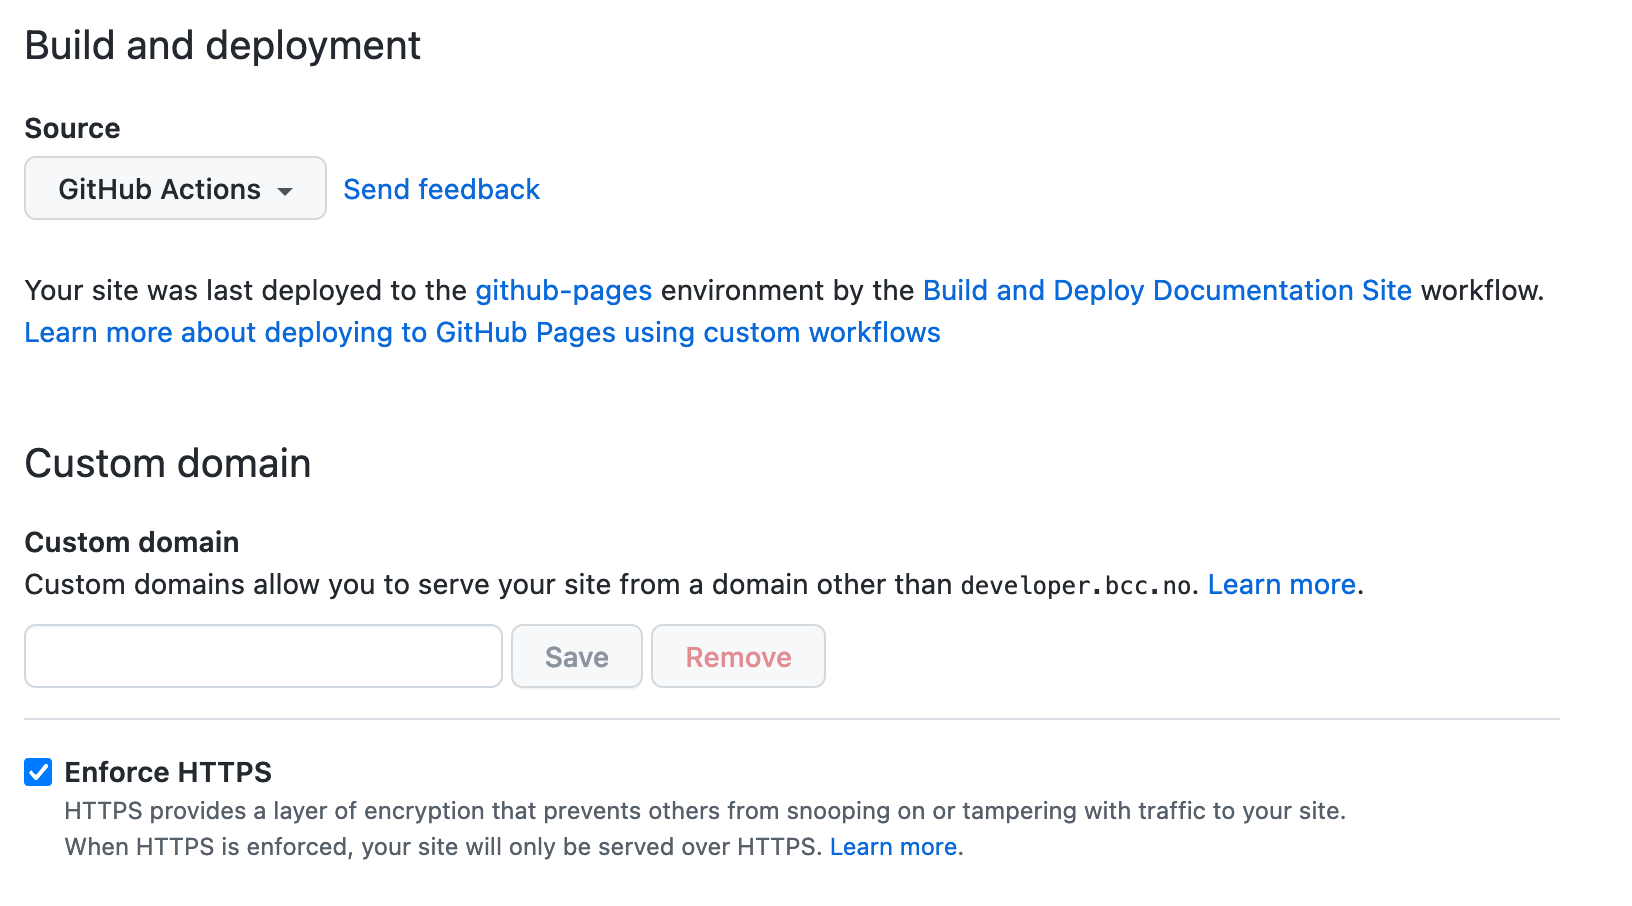 Build and deployment
Source
GitHub Actions Send feedback
Your site was last deployed to the github-pages environment by the Build and Deploy Documentation Site workflow.
Learn more about deploying to GitHub Pages using custom workflows
Custom domain
Custom domain
Custom domains allow you to serve your site from a domain other than developer.bcc.no. Learn more.
Save Remove
Enforce HTTPS
HTTPS provides a layer of encryption that prevents others from snooping on or tampering with traffic to your site.
When HTTPS is enforced, your site will only be served over HTTPS. Learn more.